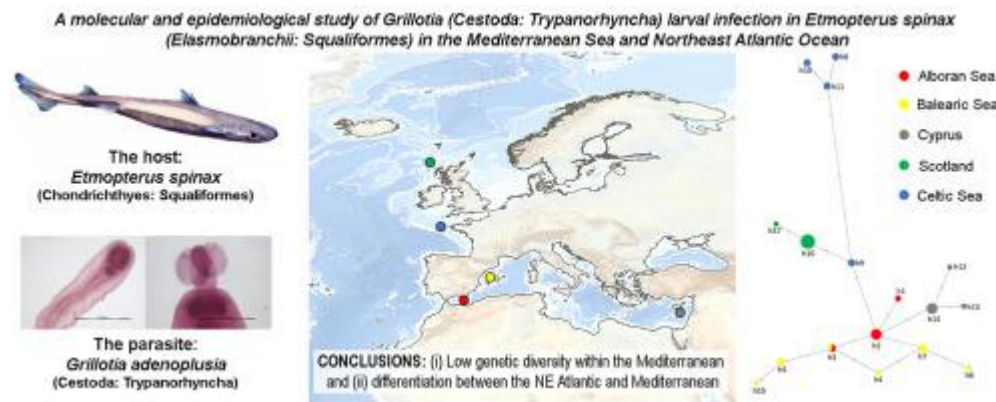 A molecular and epidemiological study of Grillotia (Cestoda: Trypanorhyncha) larval infection in Etmopterus spinax
(Elasmobranchii: Squaliformes) in the Mediterranean Sea and Northeast Atlantic Ocean
The host:
Etmopterus spinax
(Chondrichthyes: Squaliformes)
The parasite:
Grillotia adenoplusia
(Cestoda: Trypanorhyncha)
CONCLUSIONS: (i) Low genetic diversity within the Mediterranean
and (ii) differentiation between the NE Atlantic and Mediterranean
Alboran Sea
Balearic Sea
Cyprus
Scotland
Celtic Sea